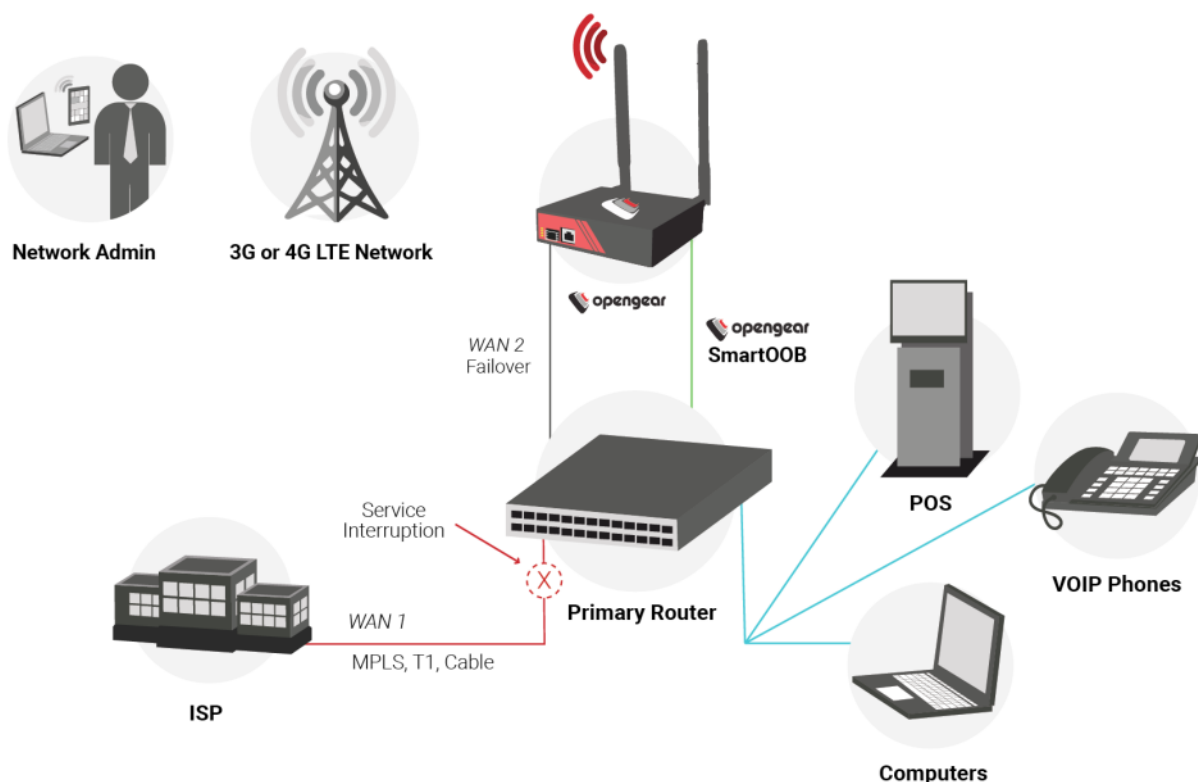 Network Admin
3G or 4G LTE Network
opengear
opengear
SmartOOB
WAN 2
Failover
POS
Service
Interruption
X
VOIP Phones
Primary Router
WAN 1
MPLS, T1, Cable
ISP
Computers